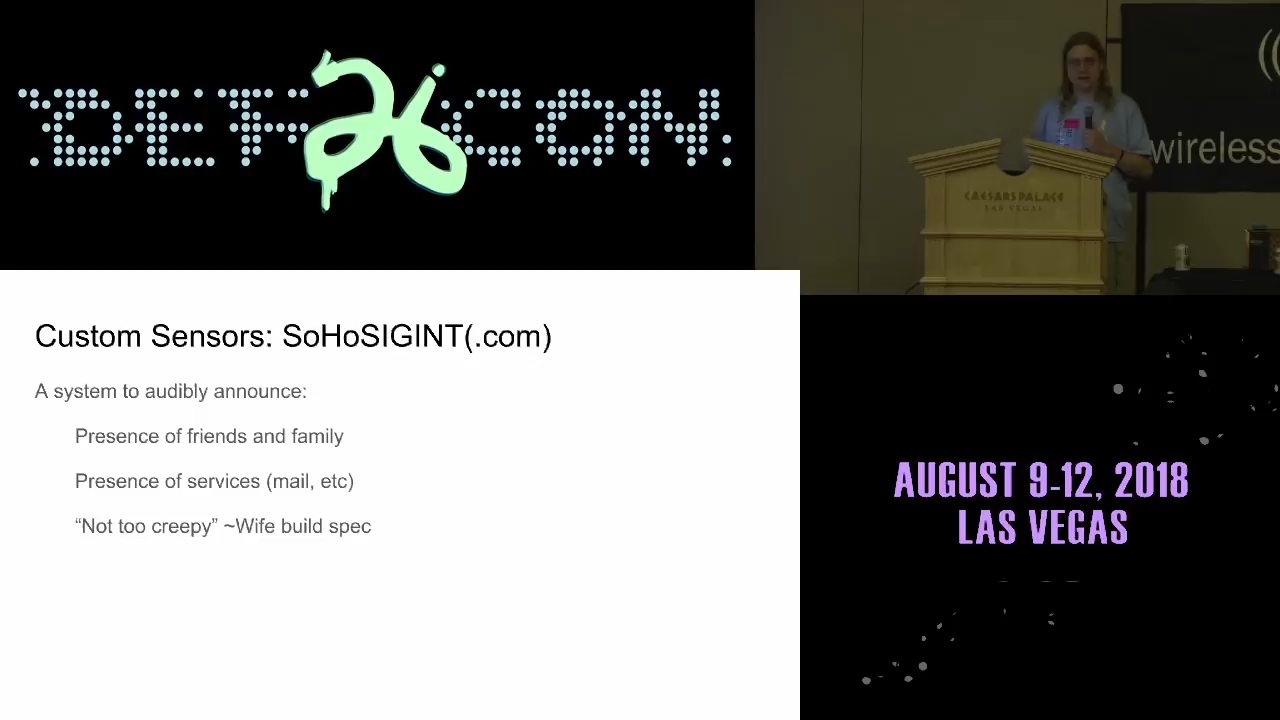 DEF CON
26
CAESARS PALACE
LAS VEGAS
wireless
Custom Sensors: SoHoSIGINT(.com)
A system to audibly announce:
Presence of friends and family
Presence of services (mail, etc)
“Not too creepy” ~Wife build spec
AUGUST 9-12, 2018
LAS VEGAS